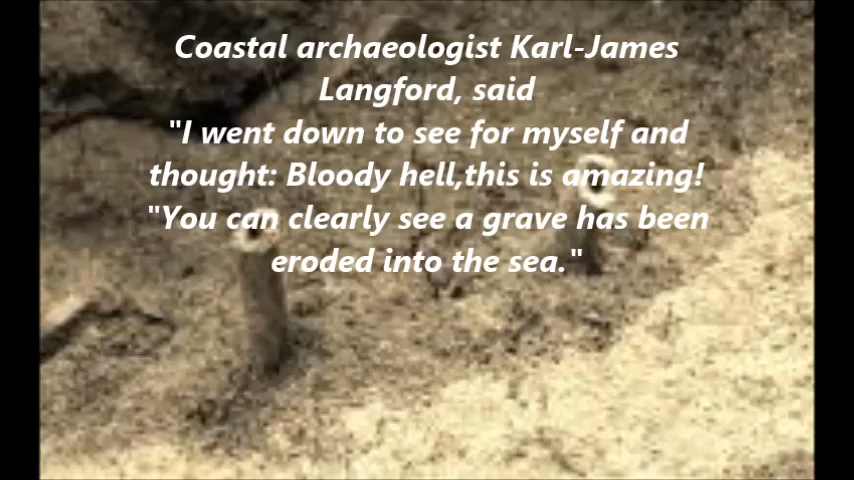 Coastal archaeologist Karl-James
Langford, said
"I went down to see for myself and
thought: Bloody hell,this is amazing!
"You can clearly see a grave has been
eroded into the sea."